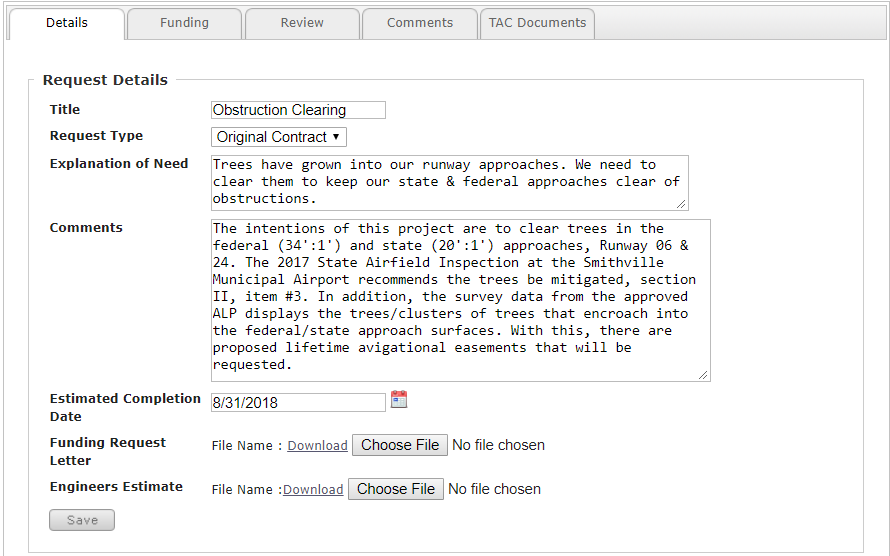 Details Funding Review Comments TAC Documents
Request Details
Title Obstruction Clearing
Request Type Original Contract
Explanation of Need Trees have grown into our runway approaches. We need to
clear them to keep our state & federal approaches clear of
obstructions.
Comments The intentions of this project are to clear trees in the
federal (34':1') and state (20':1') approaches, Runway 06 &
24. The 2017 State Airfield Inspection at the Smithville
Municipal Airport recommends the trees be mitigated, section
II, item #3. In addition, the survey data from the approved
ALP displays the trees/clusters of trees that encroach into
the federal/state approach surfaces. With this, there are
proposed lifetime avigational easements that will be
requested.
Estimated Completion
Date
8/31/2018
Funding Request
Letter
File Name : Download Choose File No file chosen
Engineers Estimate File Name :Download Choose File No file chosen
Save